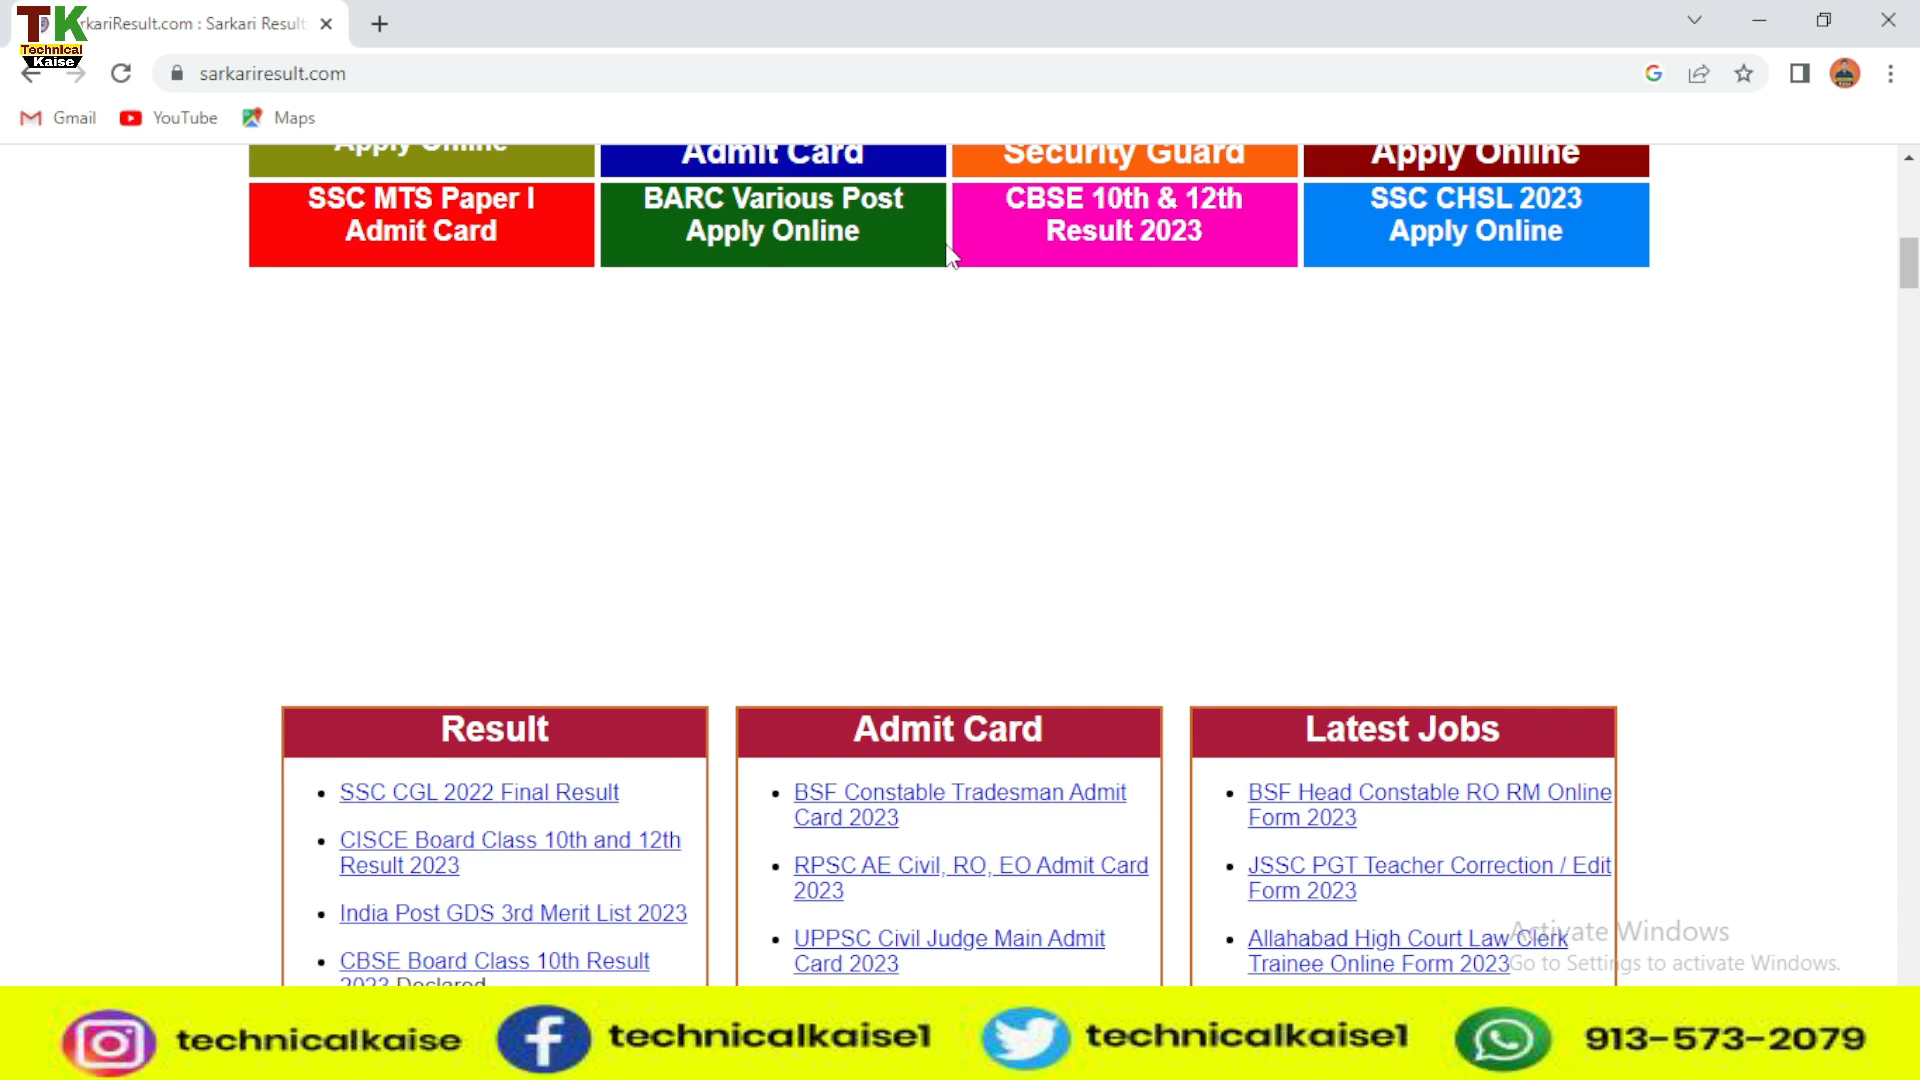 TK
Technical
Kaise
rkariResult.com : Sarkari Result
sarkariresult.com
Gmail
YouTube
Maps
Apply Online
Admit Card
Security Guard
Apply Online
SSC MTS Paper I
Admit Card
BARC Various Post
Apply Online
CBSE 10th & 12th
Result 2023
SSC CHSL 2023
Apply Online
Result
SSC CGL 2022 Final Result
CISCE Board Class 10th and 12th
Result 2023
India Post GDS 3rd Merit List 2023
CBSE Board Class 10th Result
2023 Declared
Admit Card
BSF Constable Tradesman Admit
Card 2023
RPSC AE Civil, RO, EO Admit Card
2023
UPPSC Civil Judge Main Admit
Card 2023
Latest Jobs
BSF Head Constable RO RM Online
Form 2023
JSSC PGT Teacher Correction / Edit
Form 2023
Allahabad High Court Law Clerk
Trainee Online Form 2023
Activate Windows
Go to Settings to activate Windows.
technicalkaise
technicalkaise1
technicalkaise1
913-573-2079